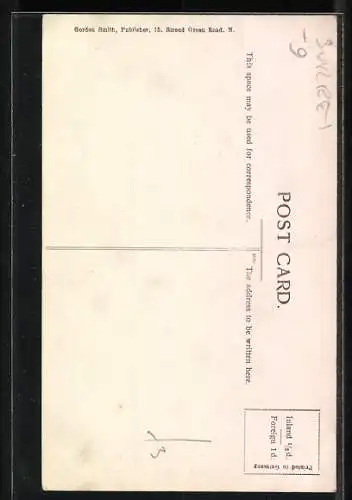 Gordon Smith, Publisher, 15, Stroud Green Road, N.
POST CARD.
This space may be used for correspondence.
The address to be written here.
Printed in Germany
Inland ½d.
Foreign 1d.